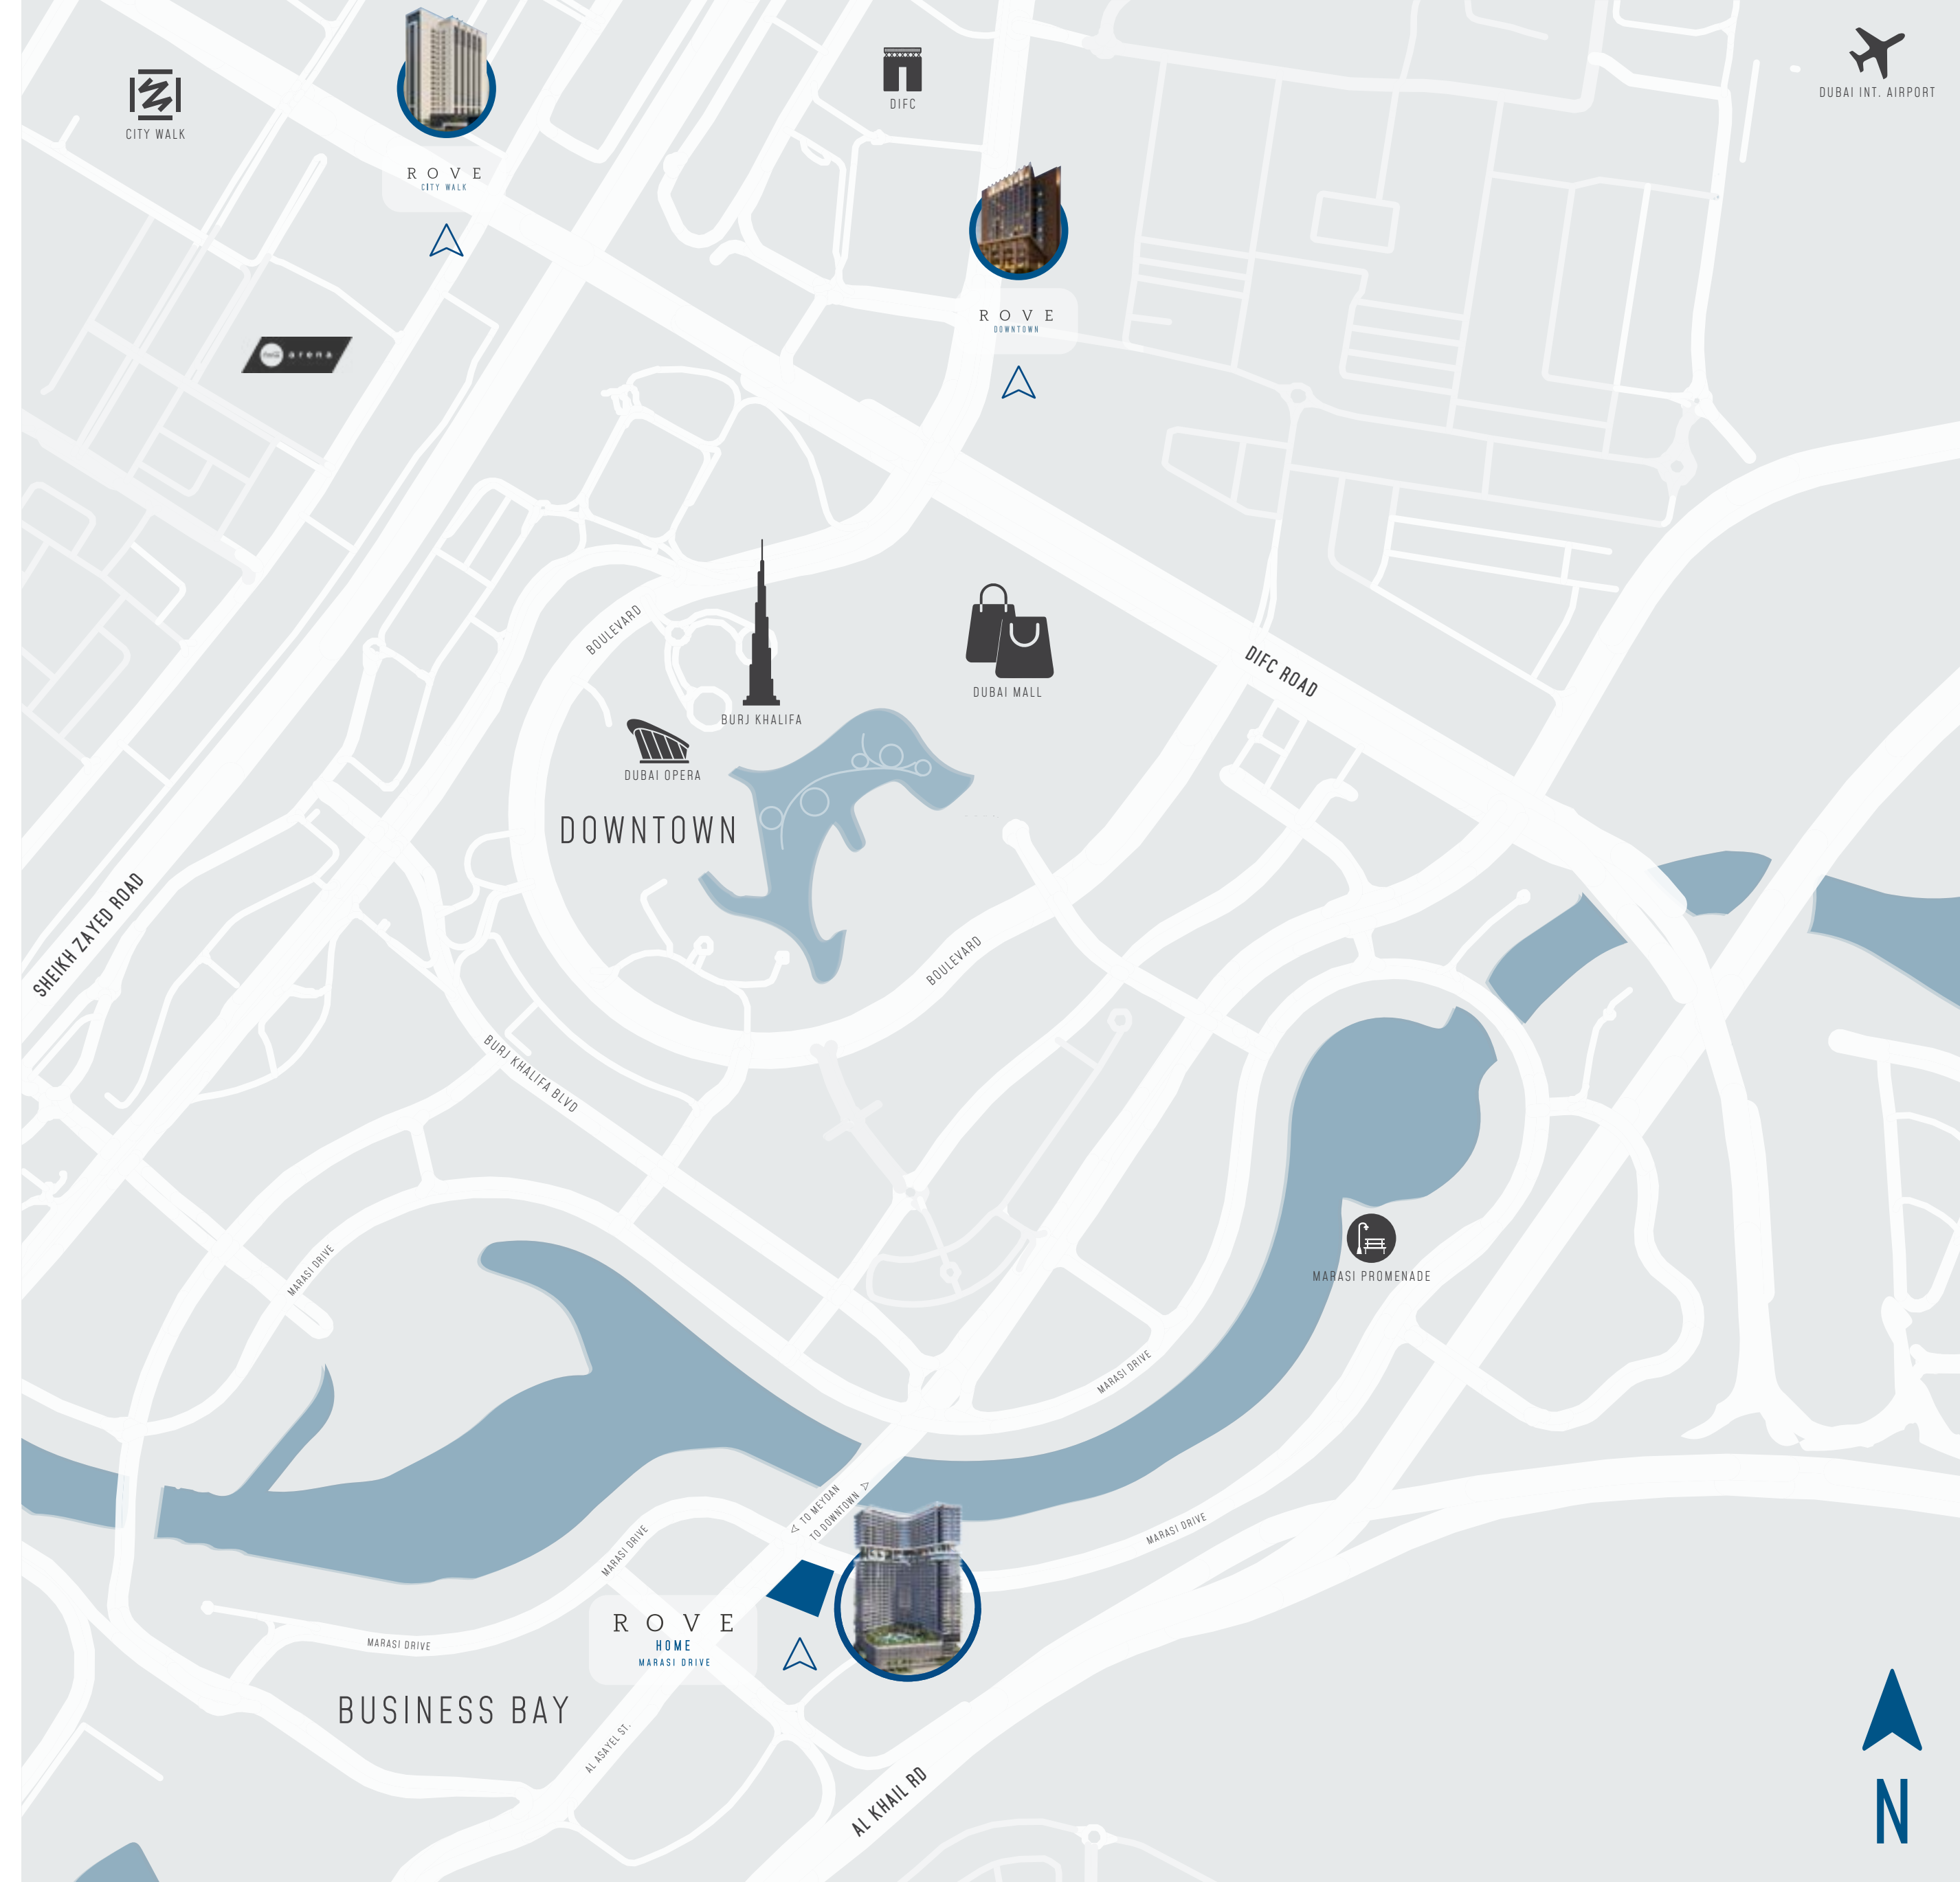 CITY WALK
ROVE
CITY WALK
DIFC
DUBAI INT. AIRPORT
ROVE
DOWNTOWN
arena
BOULEVARD
DUBAI MALL
DIFC ROAD
BURJ KHALIFA
DUBAI OPERA
DOWNTOWN
SHEIKH ZAYED ROAD
BOULEVARD
BURJ KHALIFA BLVD
MARASI DRIVE
MARASI PROMENADE
MARASI DRIVE
TO MEYDAN
TO DOWNTOWN
MARASI DRIVE
MARASI DRIVE
ROVE
HOME
MARASI DRIVE
MARASI DRIVE
BUSINESS BAY
AL ASAYEL ST.
AL KHAIL RD
N